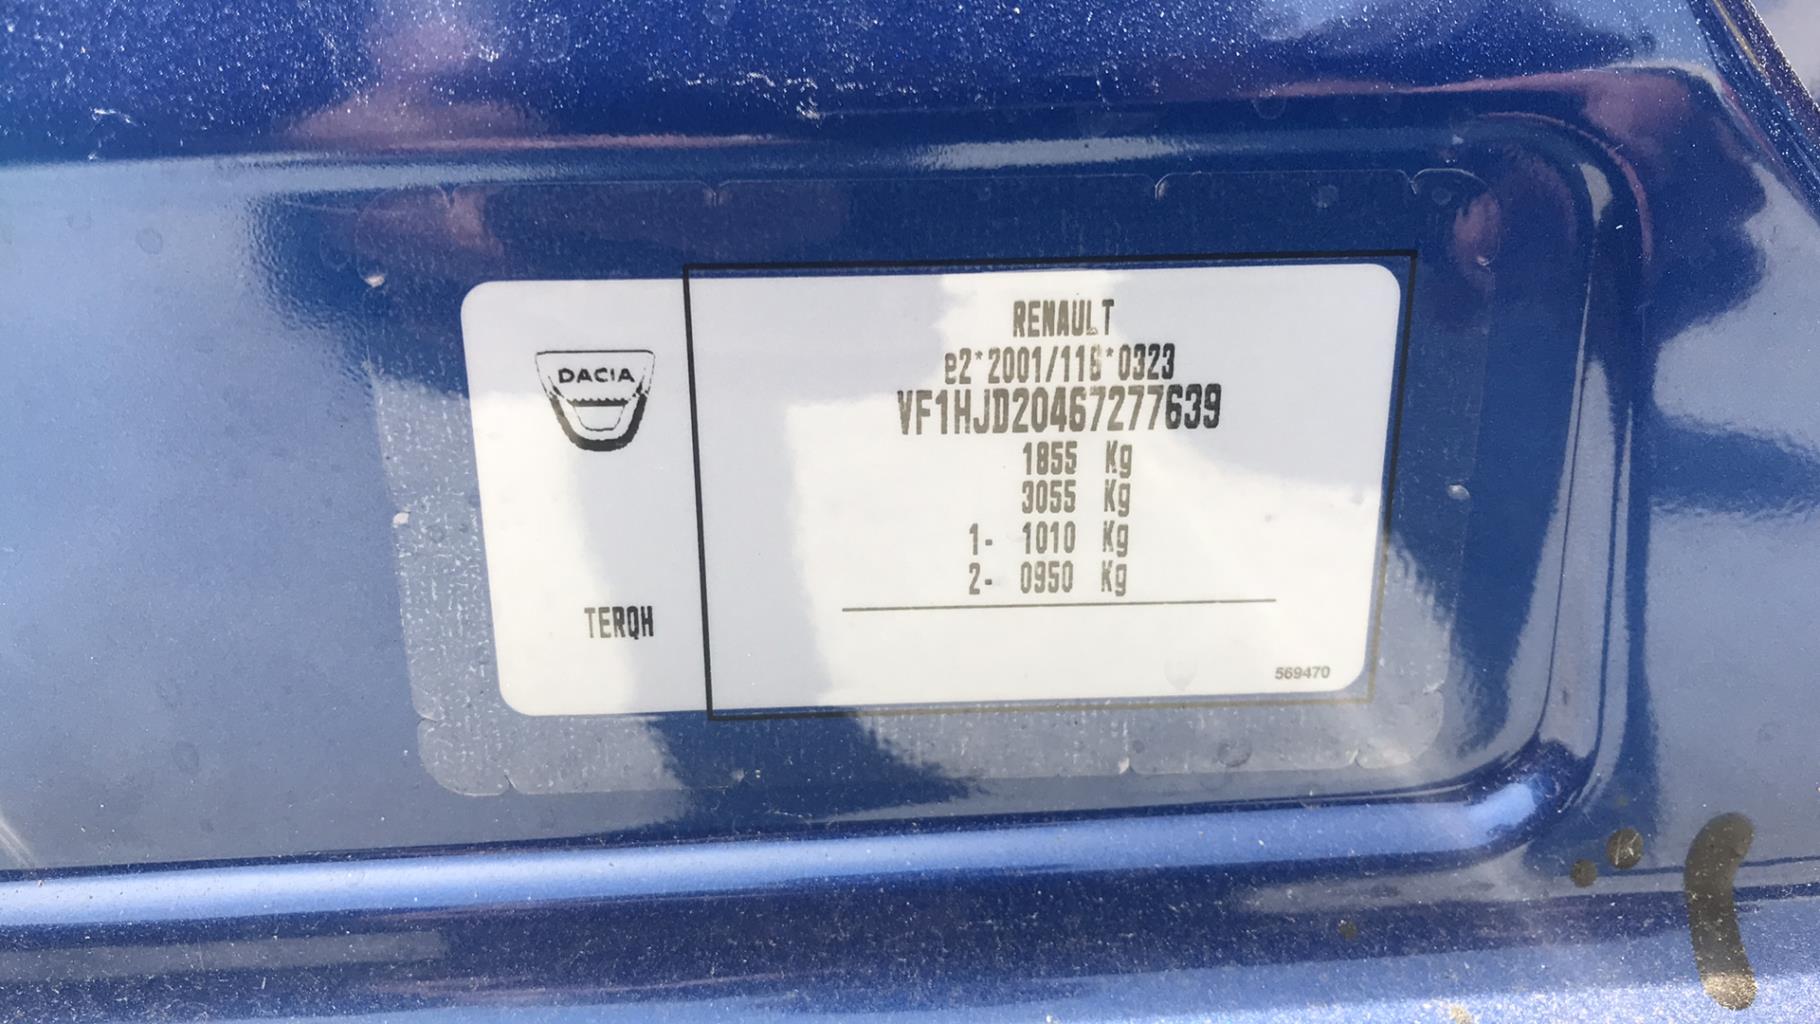 DACIA
RENAULT
e2*2001/116*0323
VF1HJD20467277639
1855 Kg
3055 Kg
1- 1010 Kg
2- 0950 Kg
TERQH
569470